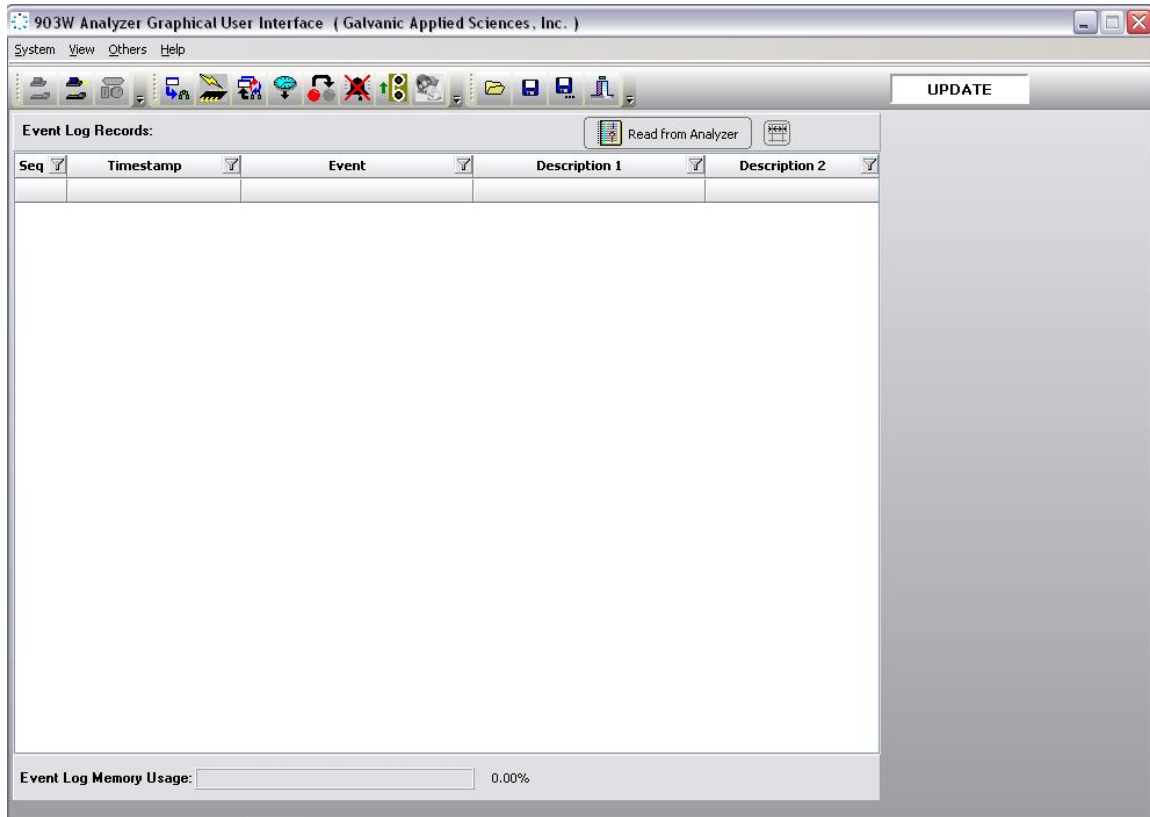 903W Analyzer Graphical User Interface ( Galvanic Applied Sciences, Inc. )
System View Others Help
UPDATE
Event Log Records:
Read from Analyzer
Seq Timestamp Event Description 1 Description 2
Event Log Memory Usage: 0.00%